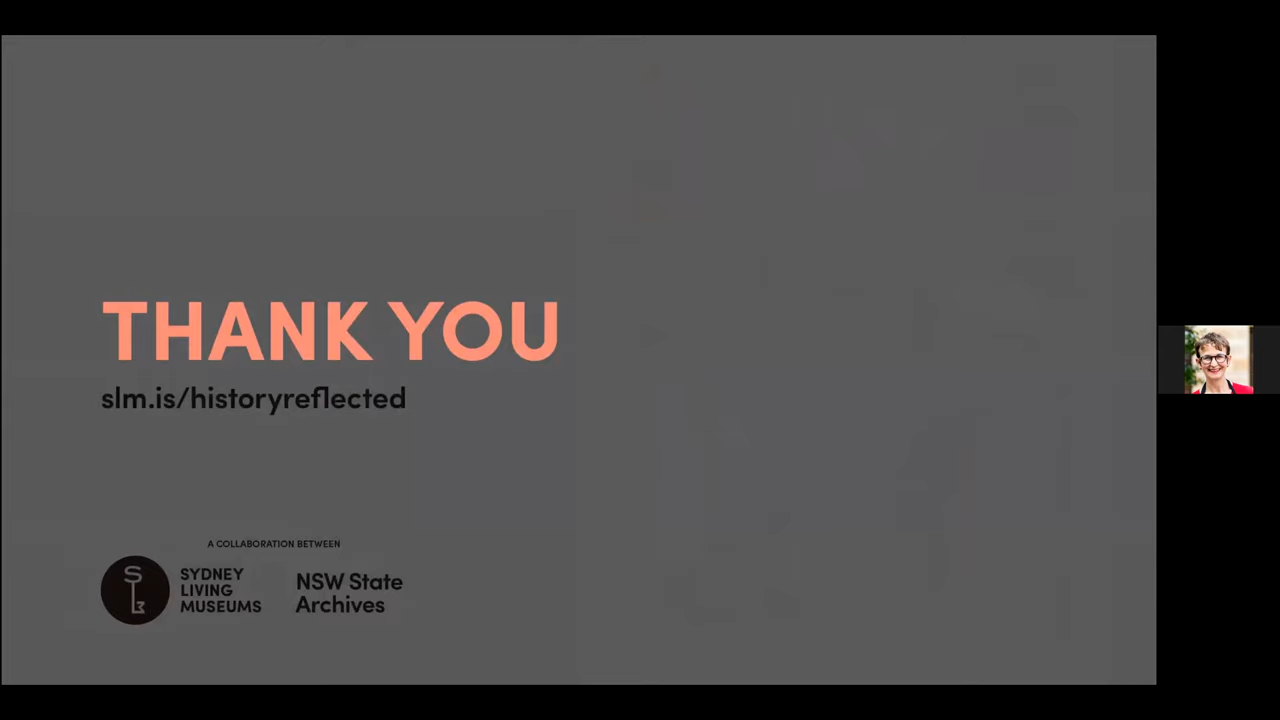 THANK YOU
slm.is/historyreflected
A COLLABORATION BETWEEN
SYDNEY
LIVING
MUSEUMS
NSW State
Archives